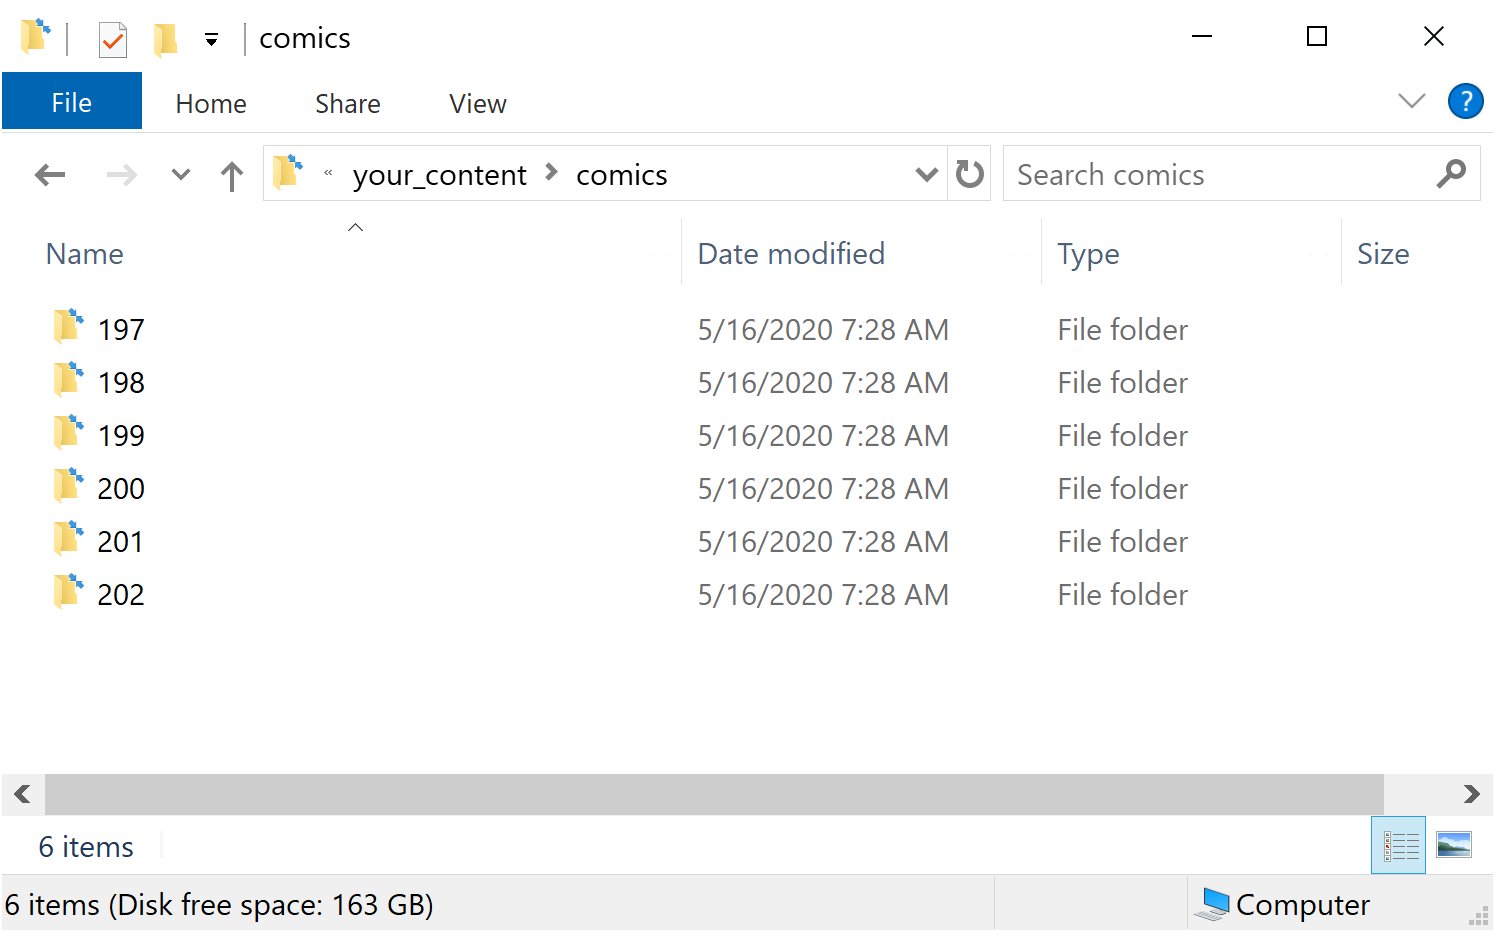 comics
File Home Share View ?
« your_content > comics Search comics
Name Date modified Type Size
197 5/16/2020 7:28 AM File folder
198 5/16/2020 7:28 AM File folder
199 5/16/2020 7:28 AM File folder
200 5/16/2020 7:28 AM File folder
201 5/16/2020 7:28 AM File folder
202 5/16/2020 7:28 AM File folder
6 items
6 items (Disk free space: 163 GB) Computer